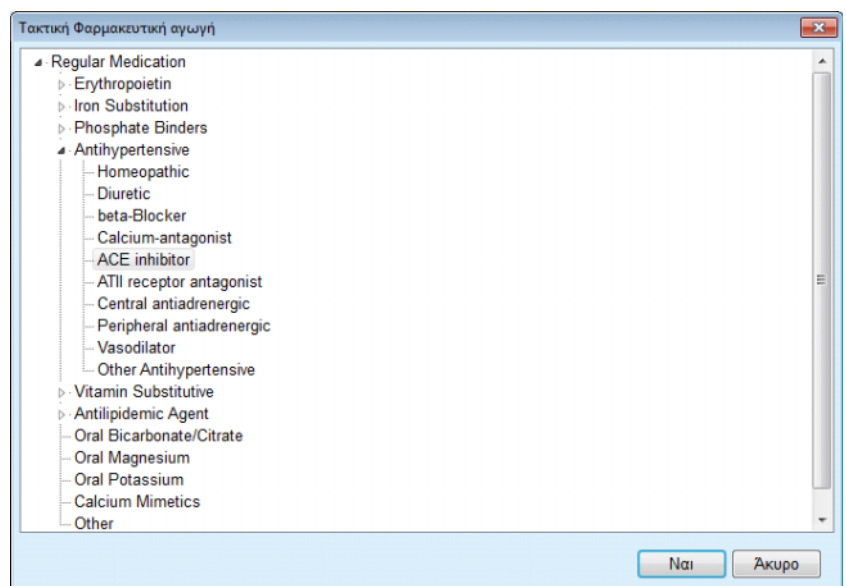 Τακτική Φαρμακευτική αγωγή
Regular Medication
Erythropoietin
Iron Substitution
Phosphate Binders
Antihypertensive
Homeopathic
Diuretic
beta-Blocker
Calcium-antagonist
ACE inhibitor
ATII receptor antagonist
Central antiadrenergic
Peripheral antiadrenergic
Vasodilator
Other Antihypertensive
Vitamin Substitutive
Antilipidemic Agent
Oral Bicarbonate/Citrate
Oral Magnesium
Oral Potassium
Calcium Mimetics
Other
Ναι Άκυρο